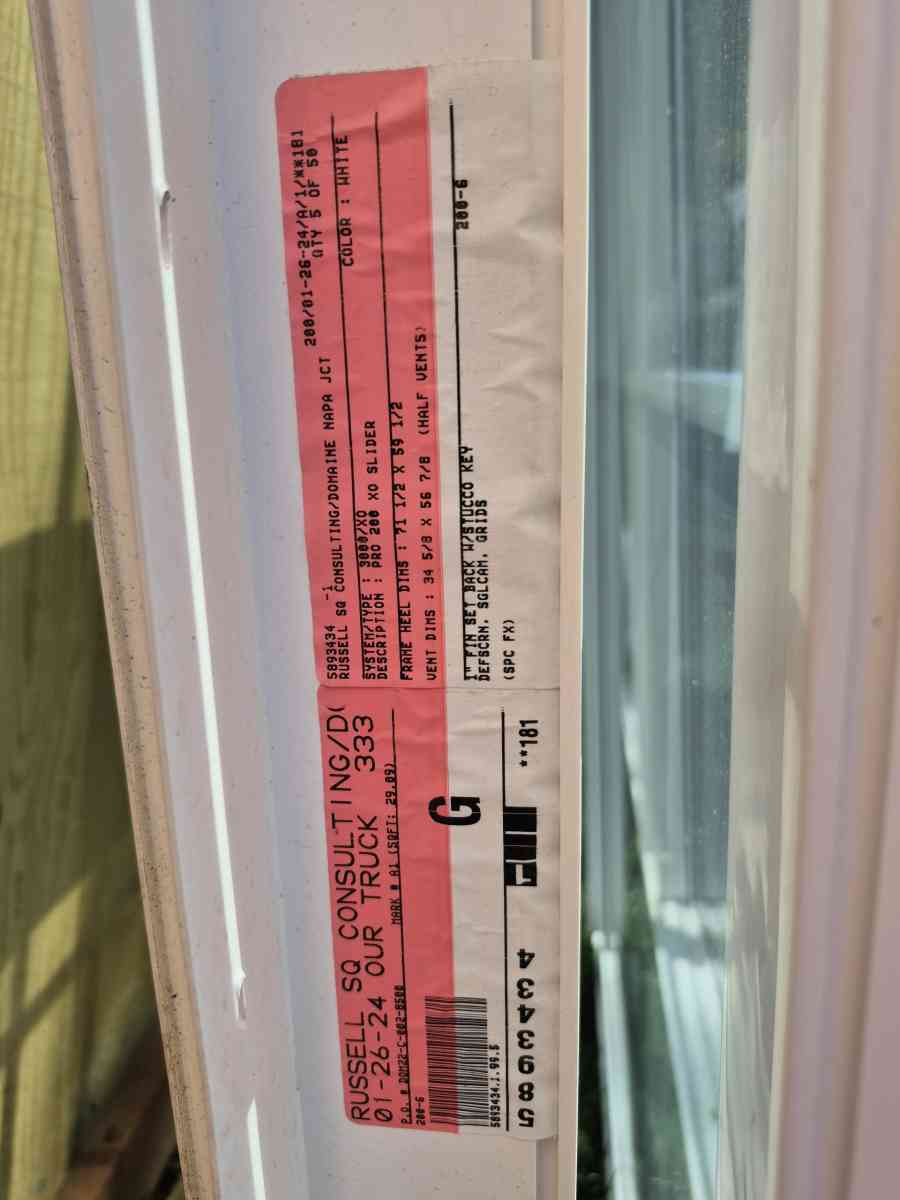 RUSSELL SQ CONSULTING/D
01-26-24 OUR TRUCK 333
P.O. # DOM22-C-002-8500
MARK # A1 (SQFT: 29.89)
200-G
G
5893434.1.99.5
5893434
**181
5893434 -1 200/01-26-24/A/1/**181
RUSSELL SQ CONSULTING/DOMAINE NAPA JCT QTY 5 OF 50
SYSTEM/TYPE : 3000/XO COLOR : WHITE
DESCRIPTION : PRO 200 XO SLIDER
FRAME HEEL DIMS : 71 1/2 X 59 1/2
VENT DIMS : 34 5/8 X 56 7/8 (HALF VENTS)
1" FIN SET BACK W/STUCCO KEY 200-G
DEFSCRN, SGLCAM, GRIDS
(SPC FX)